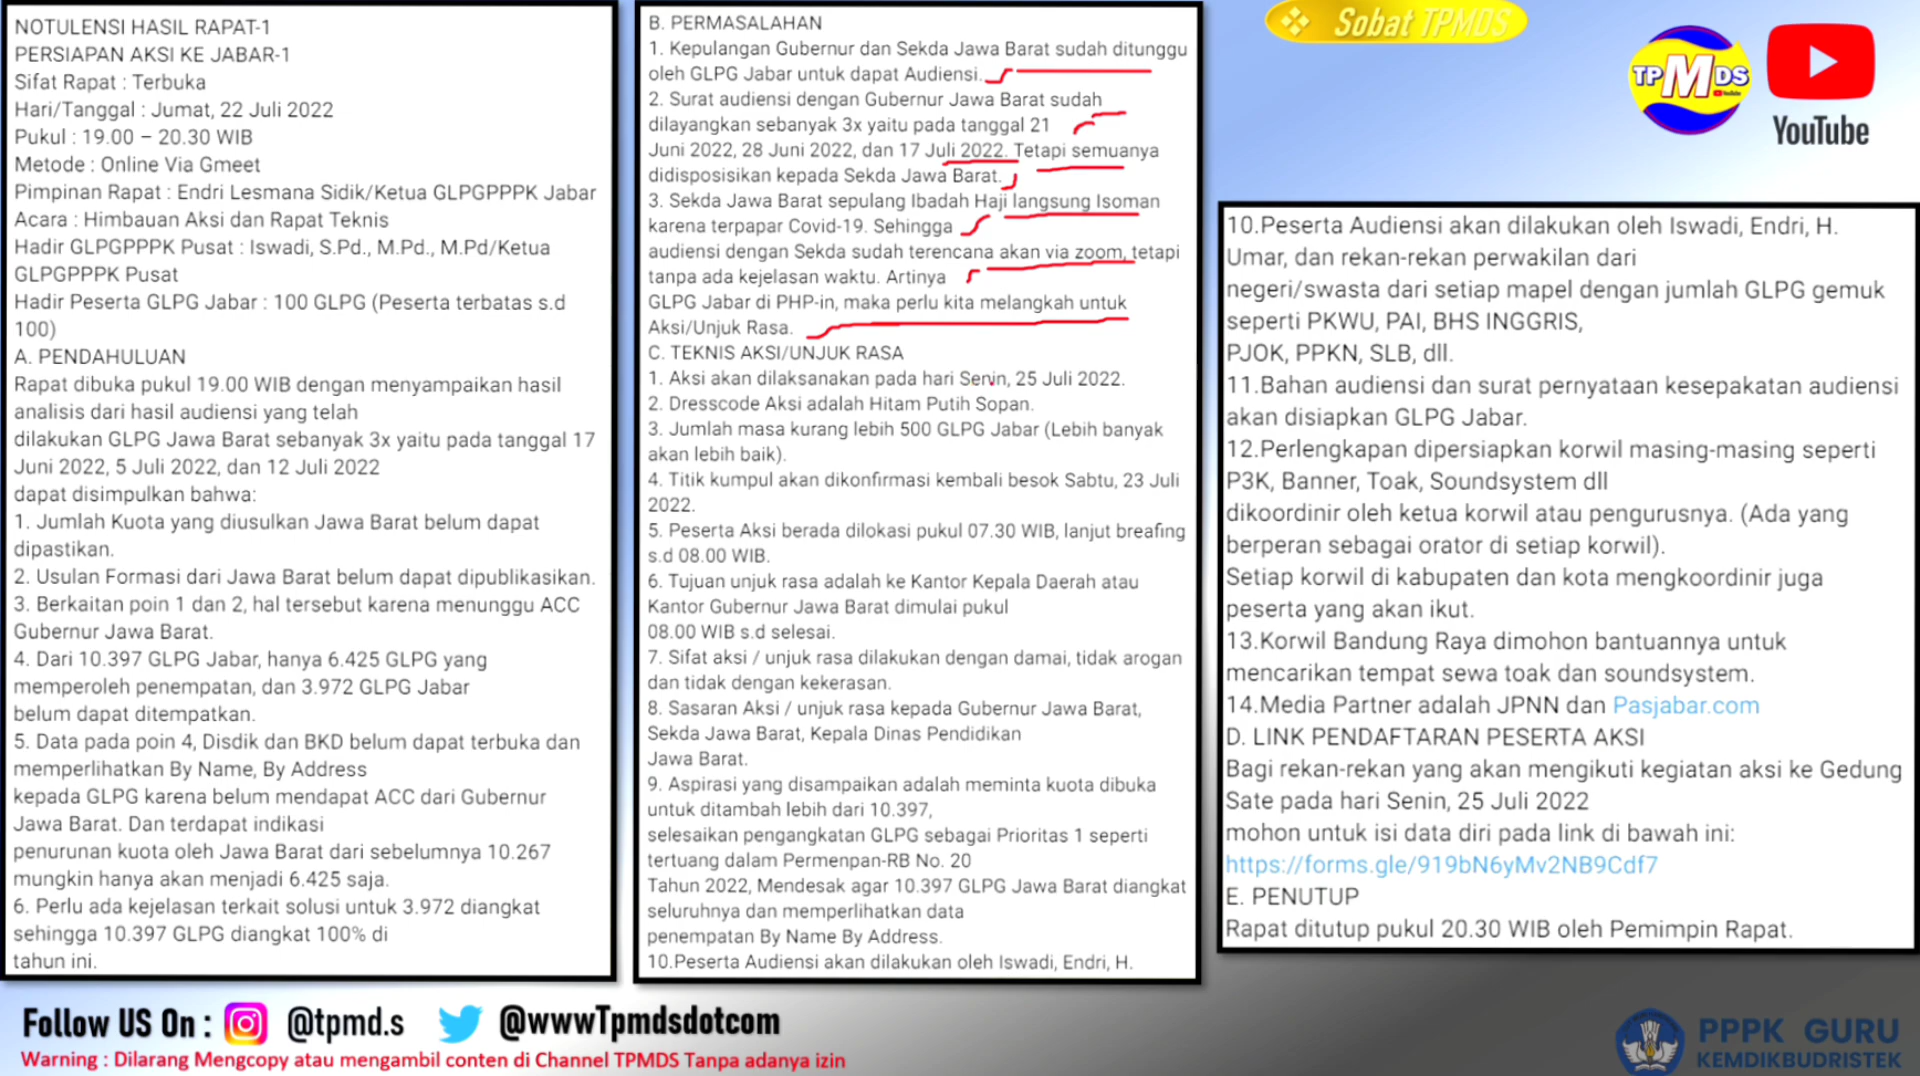 NOTULENSI HASIL RAPAT-1
PERSIAPAN AKSI KE JABAR-1
Sifat Rapat : Terbuka
Hari/Tanggal : Jumat, 22 Juli 2022
Pukul : 19.00 – 20.30 WIB
Metode : Online Via Gmeet
Pimpinan Rapat : Endri Lesmana Sidik/Ketua GLPGPPPK Jabar
Acara : Himbauan Aksi dan Rapat Teknis
Hadir GLPGPPPK Pusat : Iswadi, S.Pd., M.Pd., M.Pd/Ketua
GLPGPPPK Pusat
Hadir Peserta GLPG Jabar : 100 GLPG (Peserta terbatas s.d
100)
A. PENDAHULUAN
Rapat dibuka pukul 19.00 WIB dengan menyampaikan hasil
analisis dari hasil audiensi yang telah
dilakukan GLPG Jawa Barat sebanyak 3x yaitu pada tanggal 17
Juni 2022, 5 Juli 2022, dan 12 Juli 2022
dapat disimpulkan bahwa:
1. Jumlah Kuota yang diusulkan Jawa Barat belum dapat
dipastikan.
2. Usulan Formasi dari Jawa Barat belum dapat dipublikasikan.
3. Berkaitan poin 1 dan 2, hal tersebut karena menunggu ACC
Gubernur Jawa Barat.
4. Dari 10.397 GLPG Jabar, hanya 6.425 GLPG yang
memperoleh penempatan, dan 3.972 GLPG Jabar
belum dapat ditempatkan.
5. Data pada poin 4, Disdik dan BKD belum dapat terbuka dan
memperlihatkan By Name, By Address
kepada GLPG karena belum mendapat ACC dari Gubernur
Jawa Barat. Dan terdapat indikasi
penurunan kuota oleh Jawa Barat dari sebelumnya 10.267
mungkin hanya akan menjadi 6.425 saja.
6. Perlu ada kejelasan terkait solusi untuk 3.972 diangkat
sehingga 10.397 GLPG diangkat 100% di
tahun ini.
B. PERMASALAHAN
1. Kepulangan Gubernur dan Sekda Jawa Barat sudah ditunggu
oleh GLPG Jabar untuk dapat Audiensi.
2. Surat audiensi dengan Gubernur Jawa Barat sudah
dilayangkan sebanyak 3x yaitu pada tanggal 21
Juni 2022, 28 Juni 2022, dan 17 Juli 2022. Tetapi semuanya
didisposisikan kepada Sekda Jawa Barat.
3. Sekda Jawa Barat sepulang Ibadah Haji langsung Isoman
karena terpapar Covid-19. Sehingga
audiensi dengan Sekda sudah terencana akan via zoom, tetapi
tanpa ada kejelasan waktu. Artinya
GLPG Jabar di PHP-in, maka perlu kita melangkah untuk
Aksi/Unjuk Rasa.
C. TEKNIS AKSI/UNJUK RASA
1. Aksi akan dilaksanakan pada hari Senin, 25 Juli 2022.
2. Dresscode Aksi adalah Hitam Putih Sopan.
3. Jumlah masa kurang lebih 500 GLPG Jabar (Lebih banyak
akan lebih baik).
4. Titik kumpul akan dikonfirmasi kembali besok Sabtu, 23 Juli
2022.
5. Peserta Aksi berada dilokasi pukul 07.30 WIB, lanjut breafing
s.d 08.00 WIB.
6. Tujuan unjuk rasa adalah ke Kantor Kepala Daerah atau
Kantor Gubernur Jawa Barat dimulai pukul
08.00 WIB s.d selesai.
7. Sifat aksi / unjuk rasa dilakukan dengan damai, tidak arogan
dan tidak dengan kekerasan.
8. Sasaran Aksi / unjuk rasa kepada Gubernur Jawa Barat,
Sekda Jawa Barat, Kepala Dinas Pendidikan
Jawa Barat.
9. Aspirasi yang disampaikan adalah meminta kuota dibuka
untuk ditambah lebih dari 10.397,
selesaikan pengangkatan GLPG sebagai Prioritas 1 seperti
tertuang dalam Permenpan-RB No. 20
Tahun 2022, Mendesak agar 10.397 GLPG Jawa Barat diangkat
seluruhnya dan memperlihatkan data
penempatan By Name By Address.
10.Peserta Audiensi akan dilakukan oleh Iswadi, Endri, H.
Sobat TPMDS
TPMDS
YouTube
10.Peserta Audiensi akan dilakukan oleh Iswadi, Endri, H.
Umar, dan rekan-rekan perwakilan dari
negeri/swasta dari setiap mapel dengan jumlah GLPG gemuk
seperti PKWU, PAI, BHS INGGRIS,
PJOK, PPKN, SLB, dll.
11.Bahan audiensi dan surat pernyataan kesepakatan audiensi
akan disiapkan GLPG Jabar.
12.Perlengkapan dipersiapkan korwil masing-masing seperti
P3K, Banner, Toak, Soundsystem dll
dikoordinir oleh ketua korwil atau pengurusnya. (Ada yang
berperan sebagai orator di setiap korwil).
Setiap korwil di kabupaten dan kota mengkoordinir juga
peserta yang akan ikut.
13.Korwil Bandung Raya dimohon bantuannya untuk
mencarikan tempat sewa toak dan soundsystem.
14.Media Partner adalah JPNN dan Pasjabar.com
D. LINK PENDAFTARAN PESERTA AKSI
Bagi rekan-rekan yang akan mengikuti kegiatan aksi ke Gedung
Sate pada hari Senin, 25 Juli 2022
mohon untuk isi data diri pada link di bawah ini:
https://forms.gle/919bN6yMv2NB9Cdf7
E. PENUTUP
Rapat ditutup pukul 20.30 WIB oleh Pemimpin Rapat.
Follow US On : @tpmd.s @wwwTpmdsdotcom
Warning : Dilarang Mengcopy atau mengambil conten di Channel TPMDS Tanpa adanya izin
PPPK GURU
KEMDIKBUDRISTEK